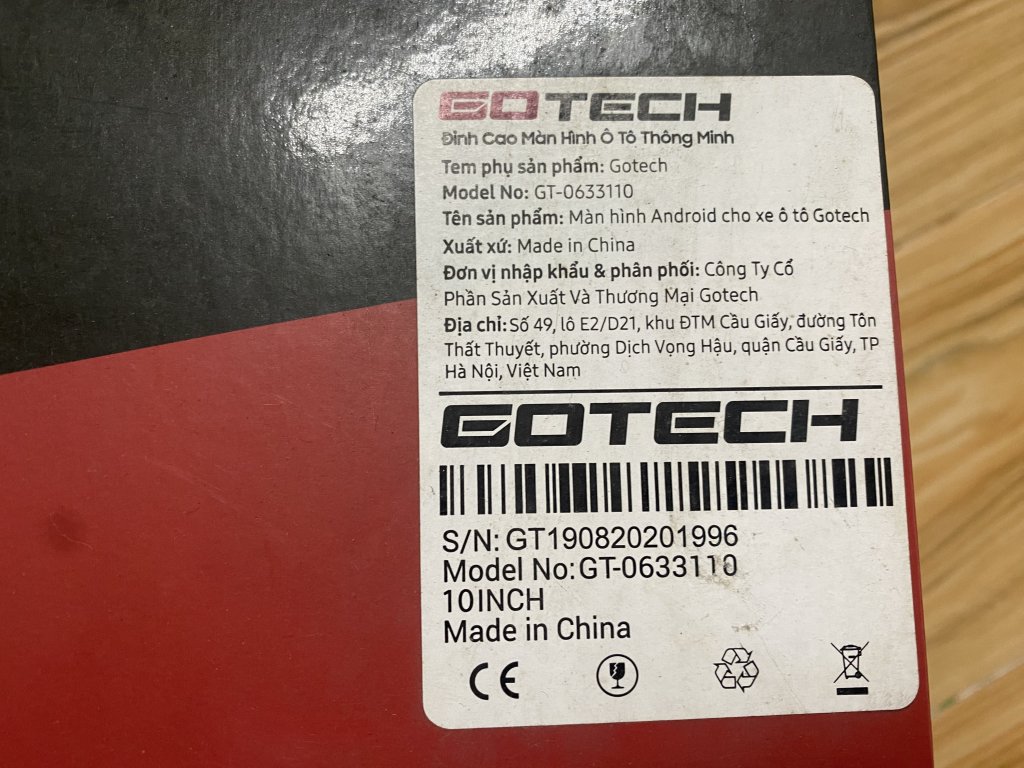 GOTECH
Đỉnh Cao Màn Hình Ô Tô Thông Minh
Tem phụ sản phẩm: Gotech
Model No: GT-0633110
Tên sản phẩm: Màn hình Android cho xe ô tô Gotech
Xuất xứ: Made in China
Đơn vị nhập khẩu & phân phối: Công Ty Cổ
Phần Sản Xuất Và Thương Mại Gotech
Địa chỉ: Số 49, lô E2/D21, khu ĐTM Cầu Giấy, đường Tôn
Thất Thuyết, phường Dịch Vọng Hậu, quận Cầu Giấy, TP
Hà Nội, Việt Nam
GOTECH
S/N: GT190820201996
Model No: GT-0633110
10INCH
Made in China
CE